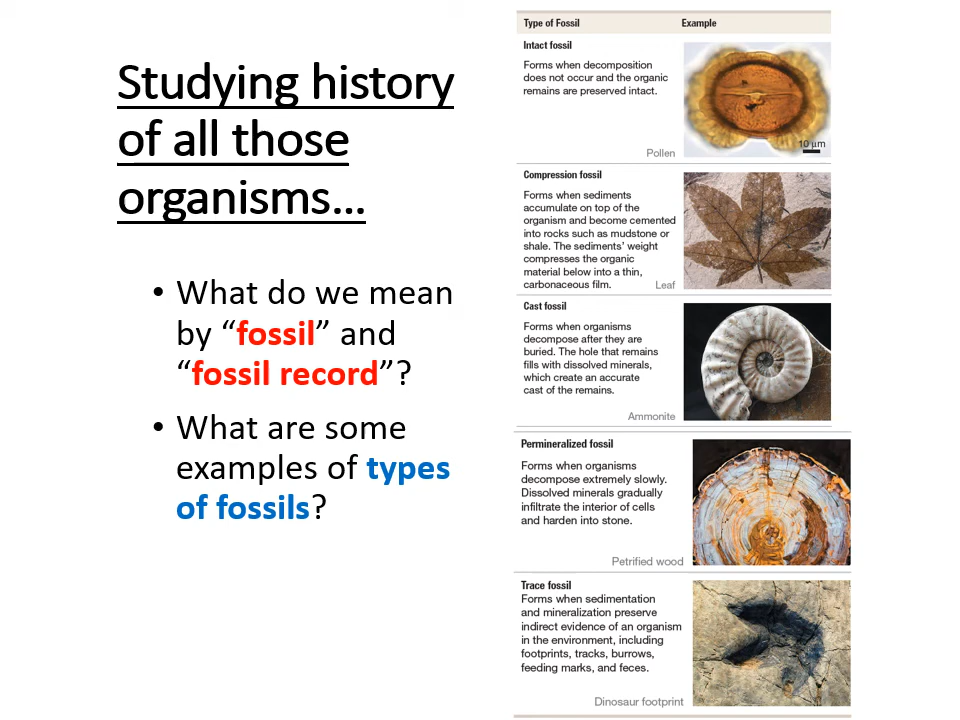 Studying history
of all those
organisms…
• What do we mean
by “fossil” and
“fossil record”?
• What are some
examples of types
of fossils?
Type of Fossil Example
Intact fossil
Forms when decomposition
does not occur and the organic
remains are preserved intact.
10 µm
Pollen
Compression fossil
Forms when sediments
accumulate on top of the
organism and become cemented
into rocks such as mudstone or
shale. The sediments’ weight
compresses the organic
material below into a thin,
carbonaceous film.
Leaf
Cast fossil
Forms when organisms
decompose after they are
buried. The hole that remains
fills with dissolved minerals,
which create an accurate
cast of the remains.
Ammonite
Permineralized fossil
Forms when organisms
decompose extremely slowly.
Dissolved minerals gradually
infiltrate the interior of cells
and harden into stone.
Petrified wood
Trace fossil
Forms when sedimentation
and mineralization preserve
indirect evidence of an organism
in the environment, including
footprints, tracks, burrows,
feeding marks, and feces.
Dinosaur footprint